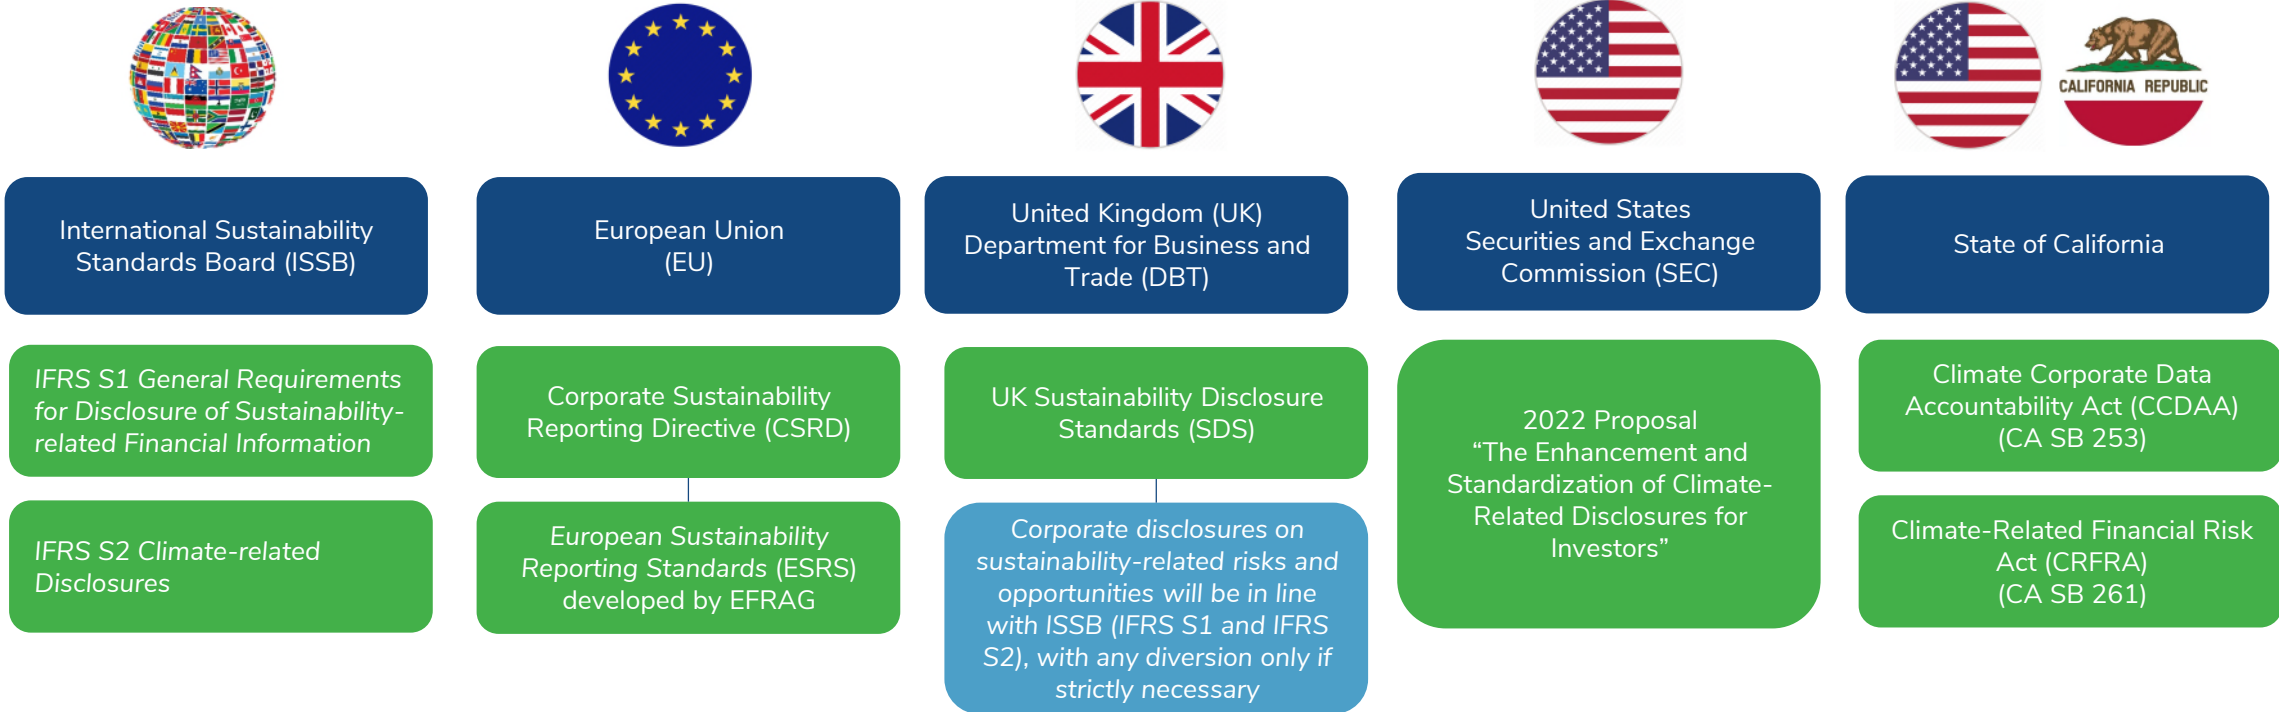 CALIFORNIA REPUBLIC
International Sustainability
Standards Board (ISSB)
European Union
(EU)
United Kingdom (UK)
Department for Business and
Trade (DBT)
United States
Securities and Exchange
Commission (SEC)
State of California
IFRS S1 General Requirements
for Disclosure of Sustainability-
related Financial Information
IFRS S2 Climate-related
Disclosures
Corporate Sustainability
Reporting Directive (CSRD)
European Sustainability
Reporting Standards (ESRS)
developed by EFRAG
UK Sustainability Disclosure
Standards (SDS)
Corporate disclosures on
sustainability-related risks and
opportunities will be in line
with ISSB (IFRS S1 and IFRS
S2), with any diversion only if
strictly necessary
2022 Proposal
“The Enhancement and
Standardization of Climate-
Related Disclosures for
Investors”
Climate Corporate Data
Accountability Act (CCDAA)
(CA SB 253)
Climate-Related Financial Risk
Act (CRFRA)
(CA SB 261)